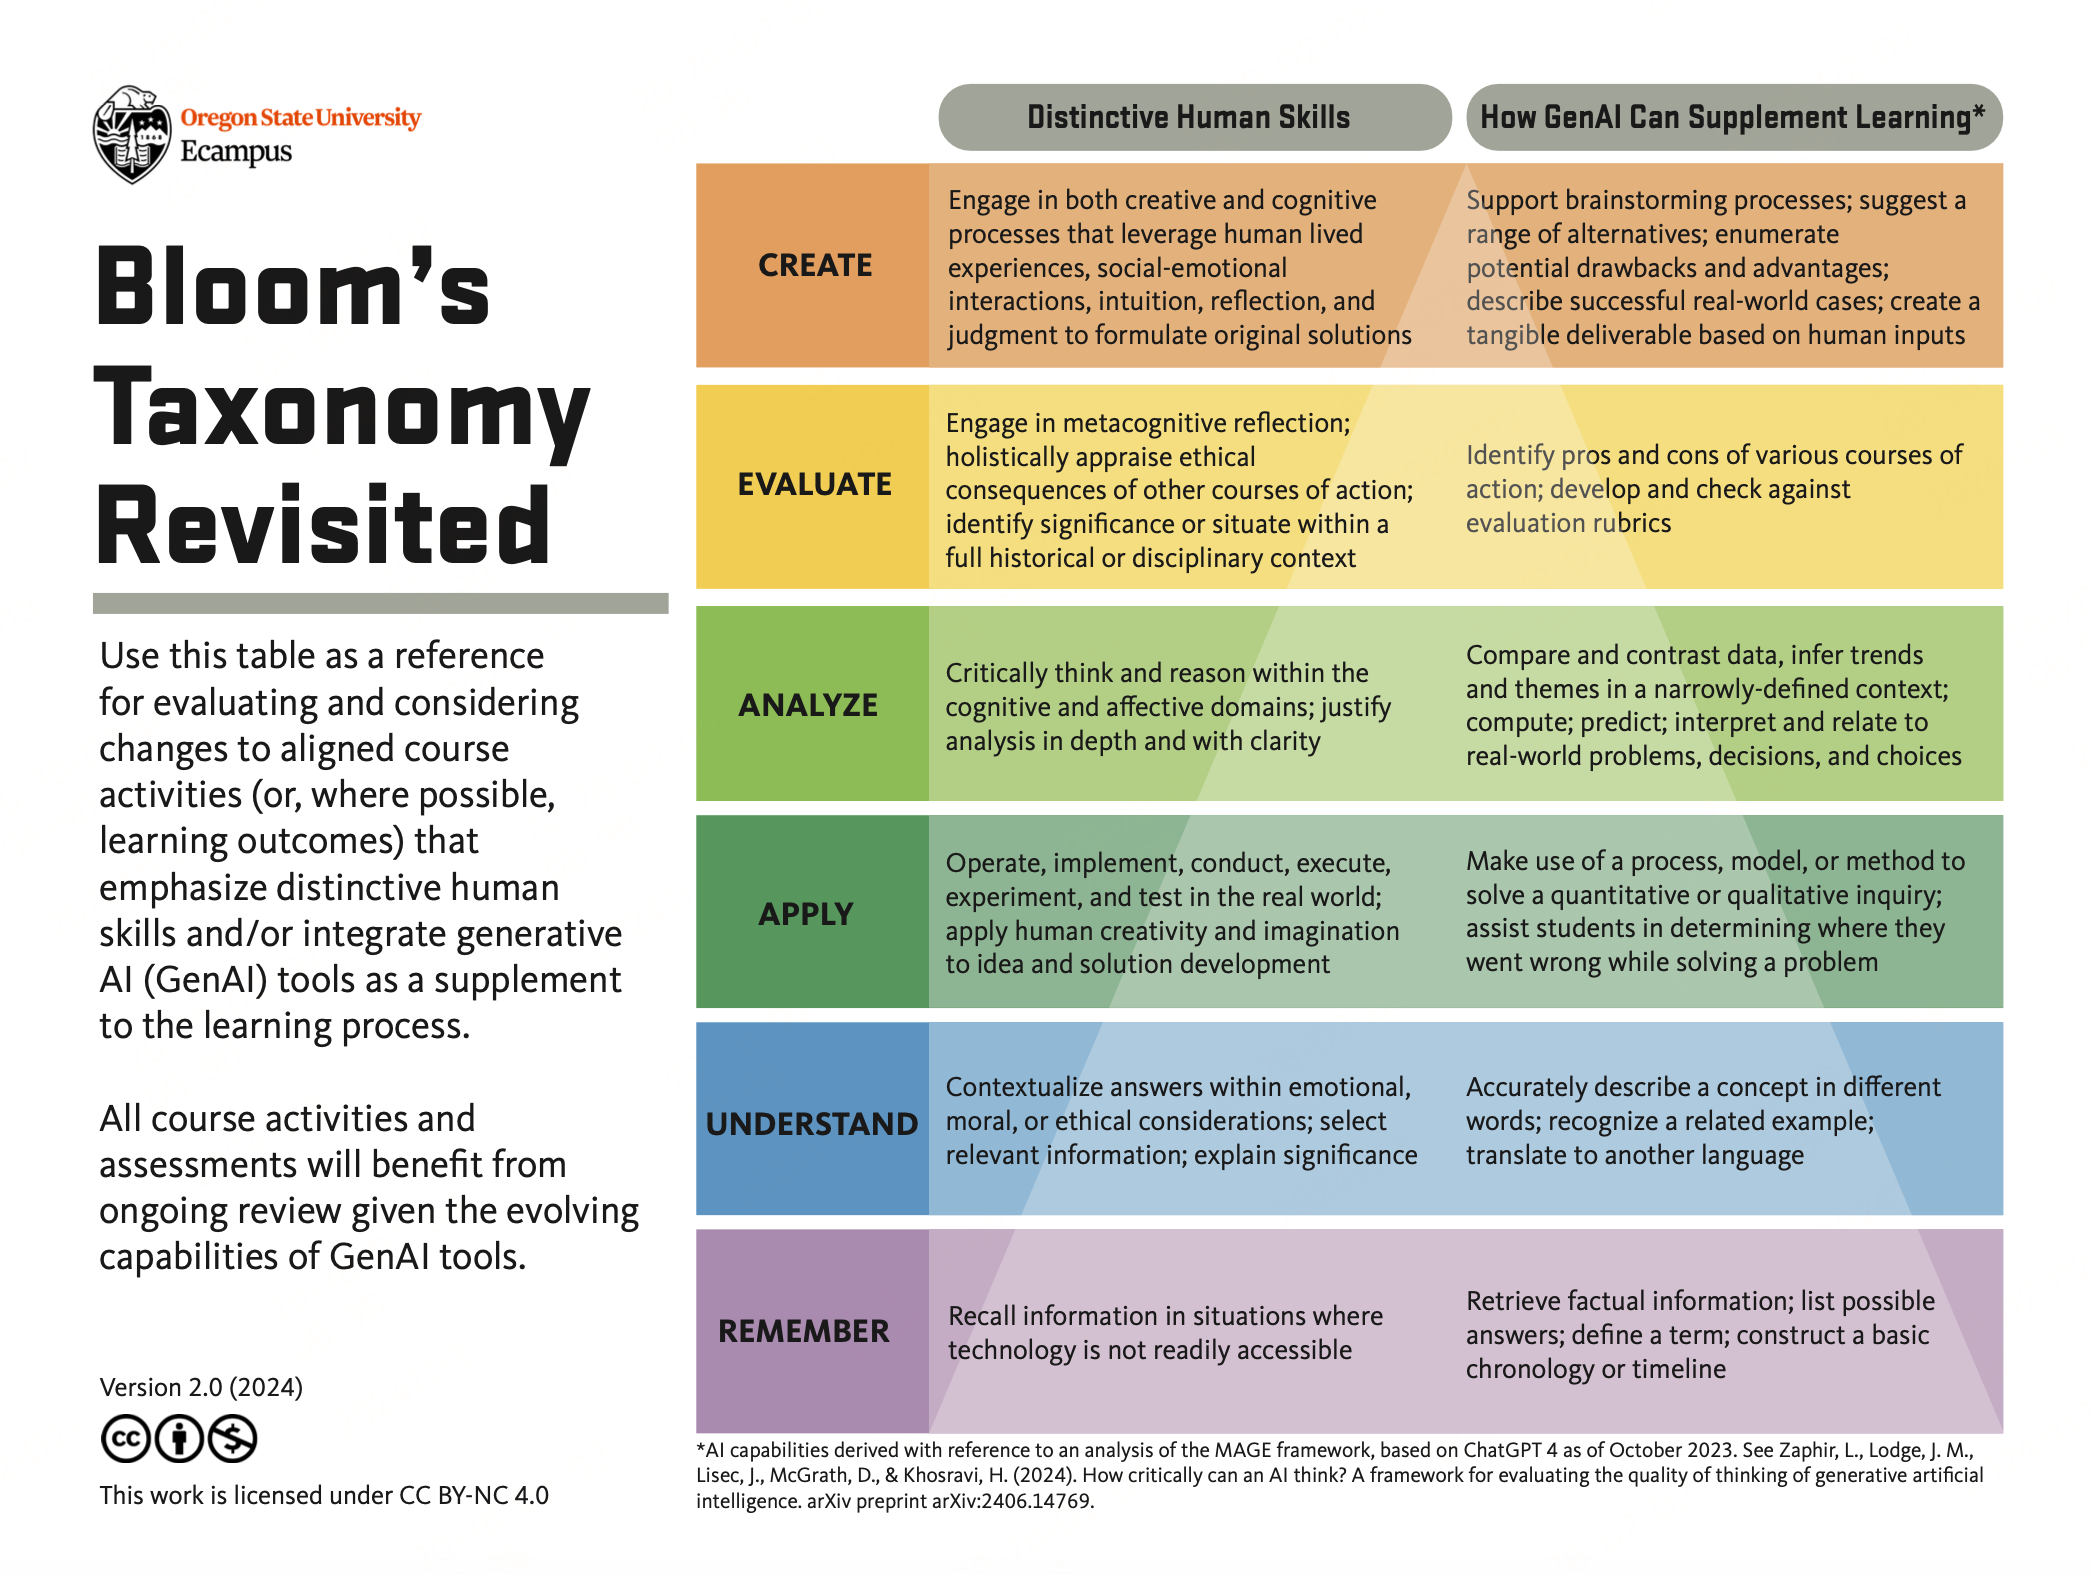 Oregon State University
Ecampus
Bloom's
Taxonomy
Revisited
Use this table as a reference
for evaluating and considering
changes to aligned course
activities (or, where possible,
learning outcomes) that
emphasize distinctive human
skills and/or integrate generative
AI (GenAI) tools as a supplement
to the learning process.
All course activities and
assessments will benefit from
ongoing review given the evolving
capabilities of GenAI tools.
Version 2.0 (2024)
cc
This work is licensed under CC BY-NC 4.0
Distinctive Human Skills
How GenAI Can Supplement Learning*
CREATE
Engage in both creative and cognitive
processes that leverage human lived
experiences, social-emotional
interactions, intuition, reflection, and
judgment to formulate original solutions
Support brainstorming processes; suggest a
range of alternatives; enumerate
potential drawbacks and advantages;
describe successful real-world cases; create a
tangible deliverable based on human inputs
EVALUATE
Engage in metacognitive reflection;
holistically appraise ethical
consequences of other courses of action;
identify significance or situate within a
full historical or disciplinary context
Identify pros and cons of various courses of
action; develop and check against
evaluation rubrics
ANALYZE
Critically think and reason within the
cognitive and affective domains; justify
analysis in depth and with clarity
Compare and contrast data, infer trends
and themes in a narrowly-defined context;
compute; predict; interpret and relate to
real-world problems, decisions, and choices
APPLY
Operate, implement, conduct, execute,
experiment, and test in the real world;
apply human creativity and imagination
to idea and solution development
Make use of a process, model, or method to
solve a quantitative or qualitative inquiry;
assist students in determining where they
went wrong while solving a problem
UNDERSTAND
Contextualize answers within emotional,
moral, or ethical considerations; select
relevant information; explain significance
Accurately describe a concept in different
words; recognize a related example;
translate to another language
REMEMBER
Recall information in situations where
technology is not readily accessible
Retrieve factual information; list possible
answers; define a term; construct a basic
chronology or timeline
*AI capabilities derived with reference to an analysis of the MAGE framework, based on ChatGPT 4 as of October 2023. See Zaphir, L., Lodge, J. M.,
Lisec, J., McGrath, D., & Khosravi, H. (2024). How critically can an AI think? A framework for evaluating the quality of thinking of generative artificial
intelligence. arXiv preprint arXiv:2406.14769.